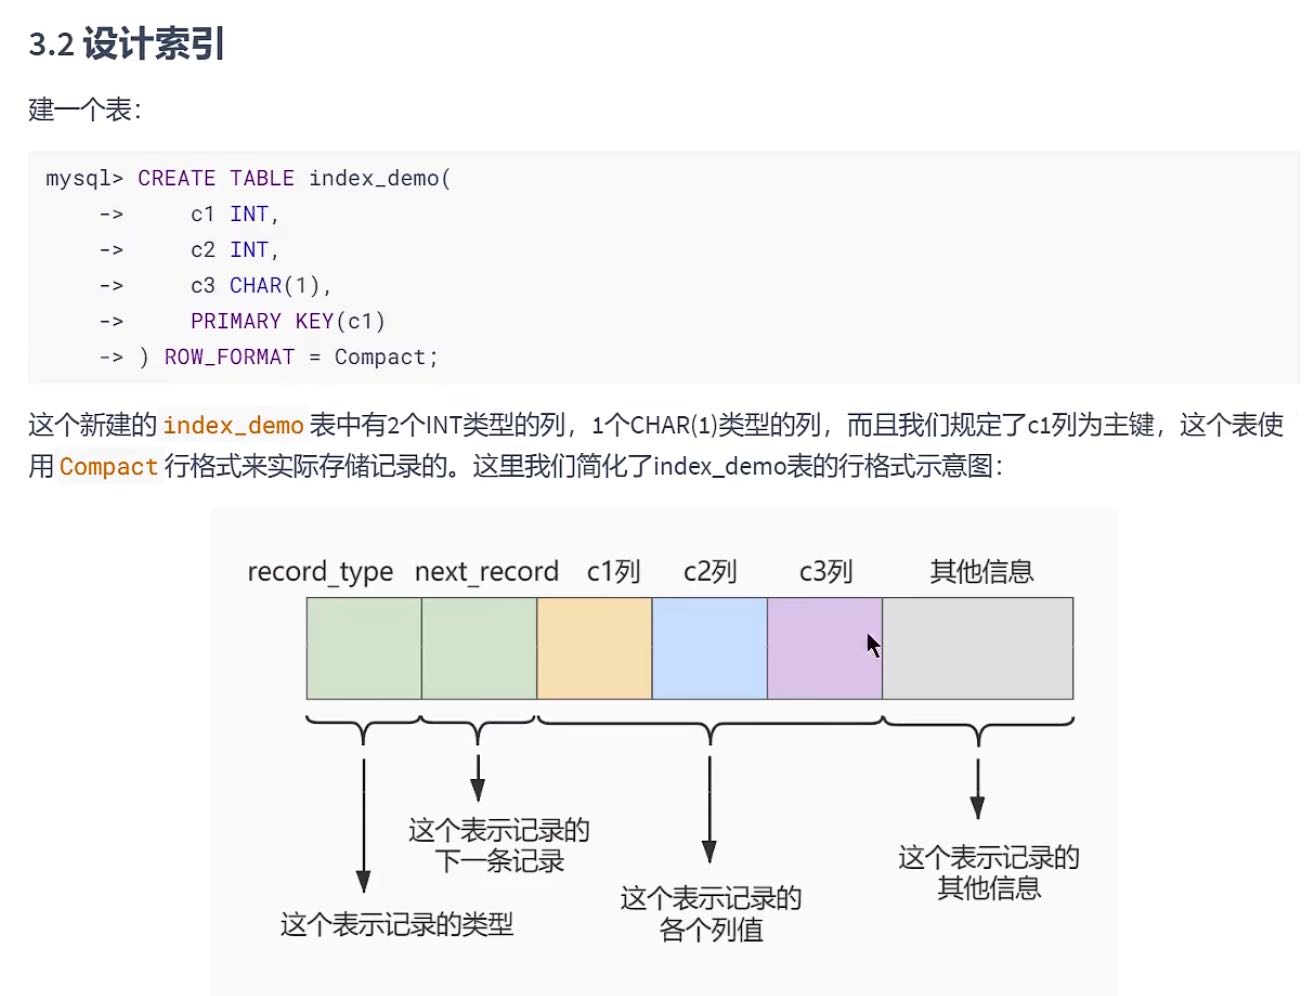 3.2 设计索引
建一个表：
mysql> CREATE TABLE index_demo(
    ->     c1 INT,
    ->     c2 INT,
    ->     c3 CHAR(1),
    ->     PRIMARY KEY(c1)
    -> ) ROW_FORMAT = Compact;
这个新建的 index_demo 表中有2个INT类型的列，1个CHAR(1)类型的列，而且我们规定了c1列为主键，这个表使
用 Compact 行格式来实际存储记录的。这里我们简化了index_demo表的行格式示意图：
record_type next_record c1列 c2列 c3列 其他信息
这个表示记录的
下一条记录
这个表示记录的
其他信息
这个表示记录的
各个列值
这个表示记录的类型